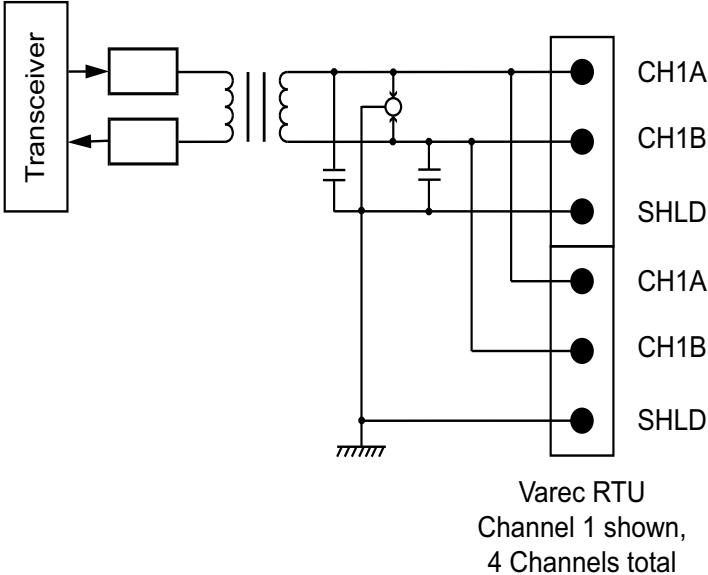 Transceiver
CH1A
CH1B
SHLD
CH1A
CH1B
SHLD
Varec RTU
Channel 1 shown,
4 Channels total